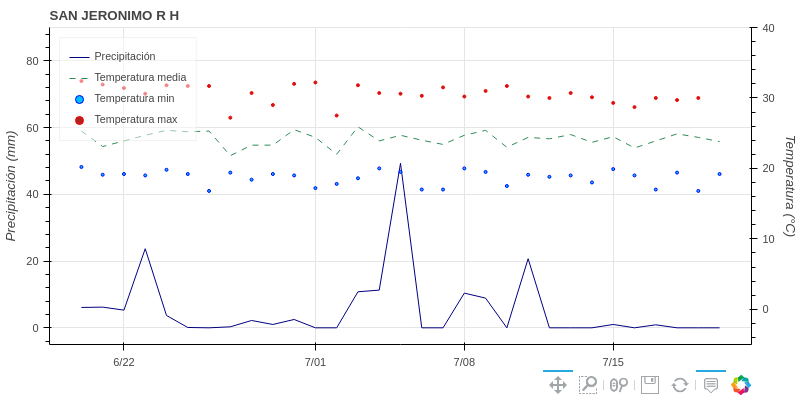 SAN JERONIMO R H
Precipitación
Temperatura media
Temperatura min
Temperatura max
80
60
40
20
0
Precipitación (mm)
40
30
20
10
0
Temperatura (°C)
6/22
7/01
7/08
7/15